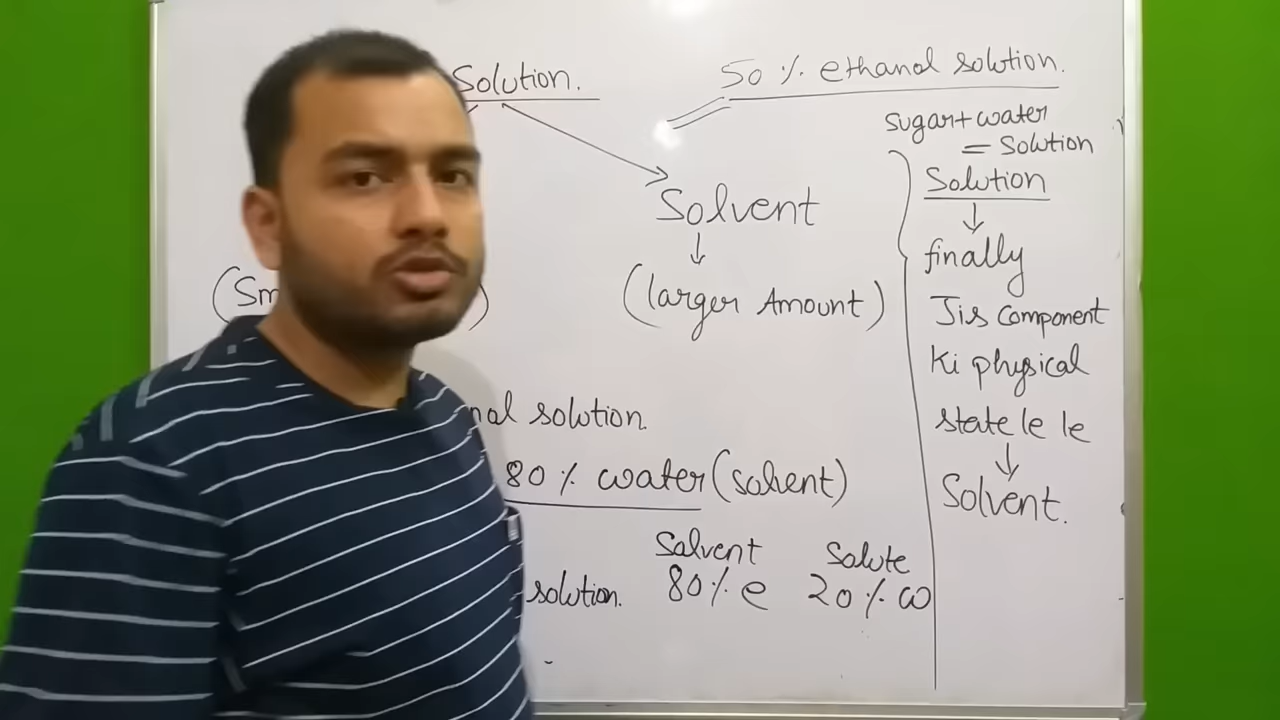 Solution.
Solvent
(Sm )
(larger Amount)
nal solution.
80% water (solvent)
solution.
Solvent
Solute
80% e
20% w
50% ethanol solution.
sugar+water
= Solution
Solution
finally
Jis Component
Ki physical
state le le
Solvent.